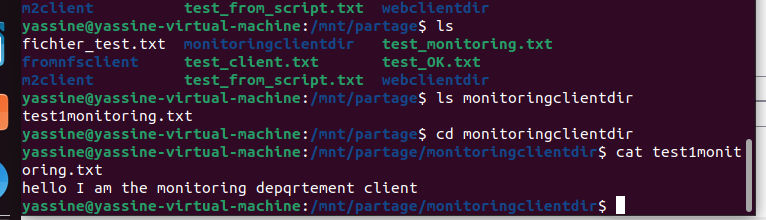 m2client test_from_script.txt webclientdir
yassine@yassine-virtual-machine:/mnt/partage$ ls
fichier_test.txt monitoringclientdir test_monitoring.txt
fromnfsclient test_client.txt test_OK.txt
m2client test_from_script.txt webclientdir
yassine@yassine-virtual-machine:/mnt/partage$ ls monitoringclientdir
test1monitoring.txt
yassine@yassine-virtual-machine:/mnt/partage$ cd monitoringclientdir
yassine@yassine-virtual-machine:/mnt/partage/monitoringclientdir$ cat test1monit
oring.txt
hello I am the monitoring depqrtement client
yassine@yassine-virtual-machine:/mnt/partage/monitoringclientdir$